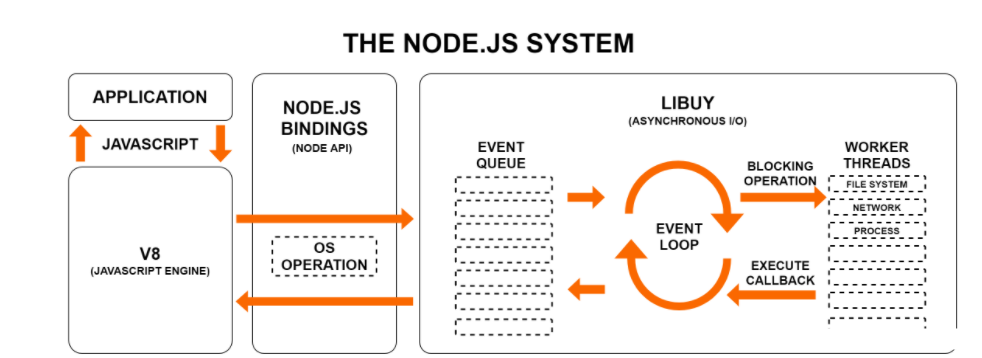 THE NODE.JS SYSTEM
APPLICATION
JAVASCRIPT
V8
(JAVASCRIPT ENGINE)
NODE.JS
BINDINGS
(NODE API)
OS
OPERATION
LIBUY
(ASYNCHRONOUS I/O)
EVENT
QUEUE
EVENT
LOOP
BLOCKING
OPERATION
EXECUTE
CALLBACK
WORKER
THREADS
FILE SYSTEM
NETWORK
PROCESS